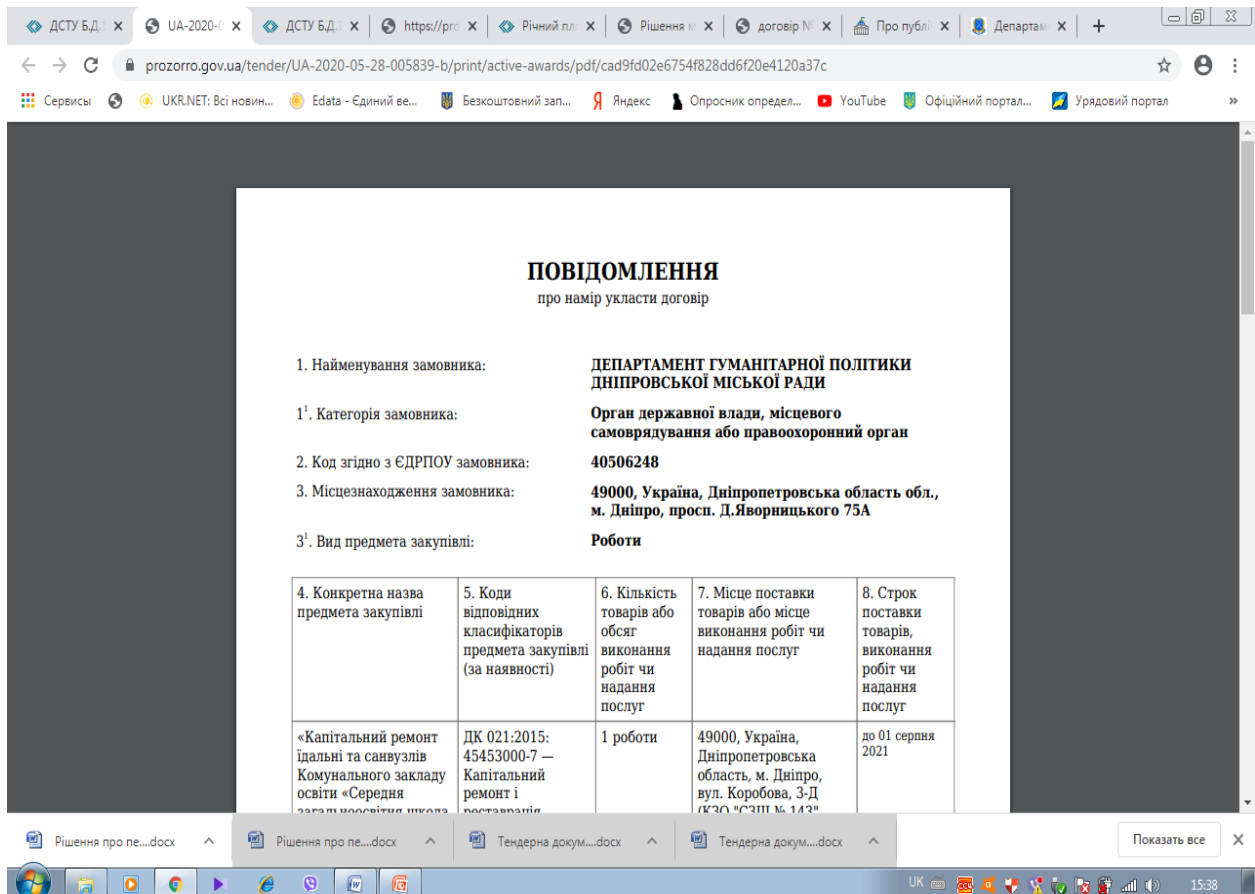 ДСТУ Б.Д.
UA-2020-0
ДСТУ Б.Д.
https://pro
Річний пла
Рішення м
договір №
Про публі
Департам
prozorro.gov.ua/tender/UA-2020-05-28-005839-b/print/active-awards/pdf/cad9fd02e6754f828dd6f20e4120a37c
Сервисы
UKR.NET: Всі новин...
Edata - Єдиний ве...
Безкоштовний зап...
Яндекс
Опросник определ...
YouTube
Офіційний портал...
Урядовий портал
»
ПОВІДОМЛЕННЯ
про намір укласти договір
1. Найменування замовника:
ДЕПАРТАМЕНТ ГУМАНІТАРНОЇ ПОЛІТИКИ
ДНІПРОВСЬКОЇ МІСЬКОЇ РАДИ
1¹. Категорія замовника:
Орган державної влади, місцевого
самоврядування або правоохоронний орган
2. Код згідно з ЄДРПОУ замовника:
40506248
3. Місцезнаходження замовника:
49000, Україна, Дніпропетровська область обл.,
м. Дніпро, просп. Д.Яворницького 75А
3¹. Вид предмета закупівлі:
Роботи
4. Конкретна назва
предмета закупівлі
5. Коди
відповідних
класифікаторів
предмета закупівлі
(за наявності)
6. Кількість
товарів або
обсяг
виконання
робіт чи
надання
послуг
7. Місце поставки
товарів або місце
виконання робіт чи
надання послуг
8. Строк
поставки
товарів,
виконання
робіт чи
надання
послуг
«Капітальний ремонт
їдальні та санвузлів
Комунального закладу
освіти «Середня
загальноосвітня школа
ДК 021:2015:
45453000-7 —
Капітальний
ремонт і
реставрація
1 роботи
49000, Україна,
Дніпропетровська
область, м. Дніпро,
вул. Коробова, 3-Д
(КЗО "СЗШ № 143"
до 01 серпня
2021
Рішення про пе....docx
Рішення про пе....docx
Тендерна докум....docx
Тендерна докум....docx
Показать все
UK
15:38